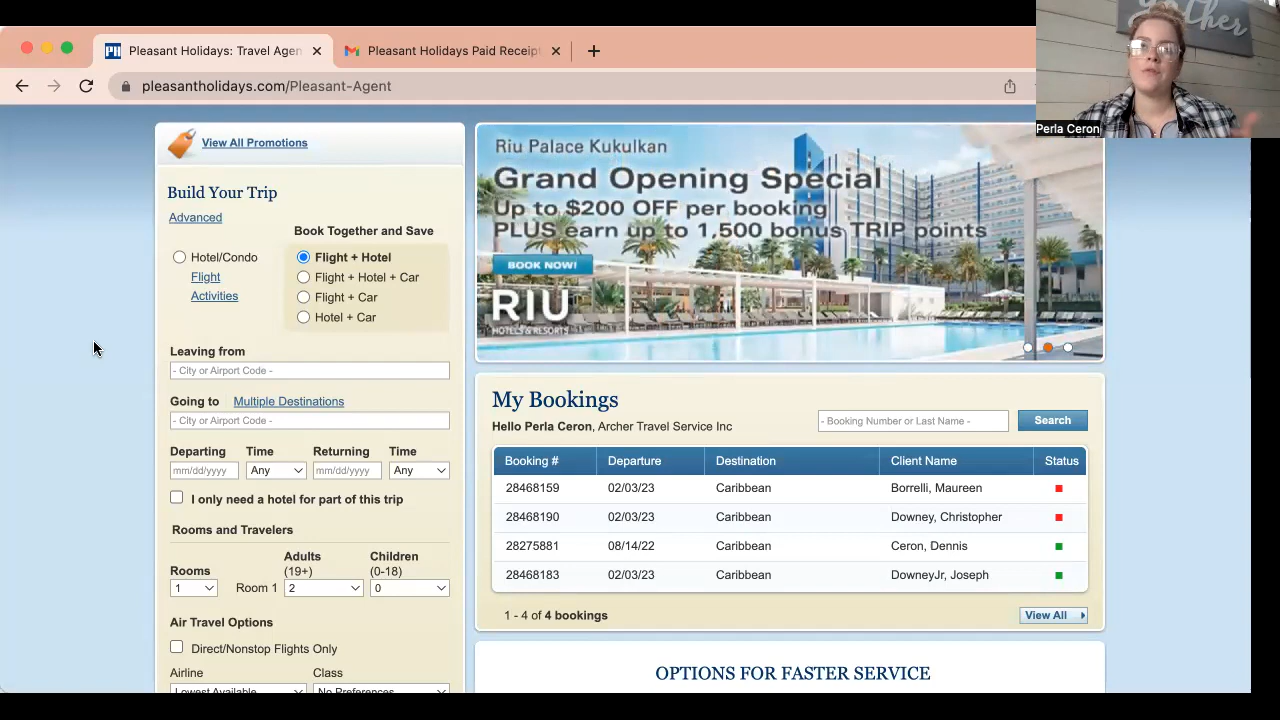 Pleasant Holidays: Travel Agen
Pleasant Holidays Paid Receipt
pleasantholidays.com/Pleasant-Agent
Gather
Perla Ceron
View All Promotions
Build Your Trip
Advanced
Book Together and Save
Hotel/Condo
Flight
Activities
Flight + Hotel
Flight + Hotel + Car
Flight + Car
Hotel + Car
Leaving from
- City or Airport Code -
Going to Multiple Destinations
- City or Airport Code -
Departing Time Returning Time
mm/dd/yyyy Any mm/dd/yyyy Any
I only need a hotel for part of this trip
Rooms and Travelers
Adults Children
Rooms (19+) (0-18)
1 Room 1 2 0
Air Travel Options
Direct/Nonstop Flights Only
Airline Class
Lowest Available No Preferences
Riu Palace Kukulkan
Grand Opening Special
Up to $200 OFF per booking
PLUS earn up to 1,500 bonus TRIP points
BOOK NOW!
RIU
HOTELS & RESORTS
My Bookings
Hello Perla Ceron, Archer Travel Service Inc
- Booking Number or Last Name - Search
Booking # Departure Destination Client Name Status
28468159 02/03/23 Caribbean Borrelli, Maureen
28468190 02/03/23 Caribbean Downey, Christopher
28275881 08/14/22 Caribbean Ceron, Dennis
28468183 02/03/23 Caribbean DowneyJr, Joseph
1 - 4 of 4 bookings View All
OPTIONS FOR FASTER SERVICE